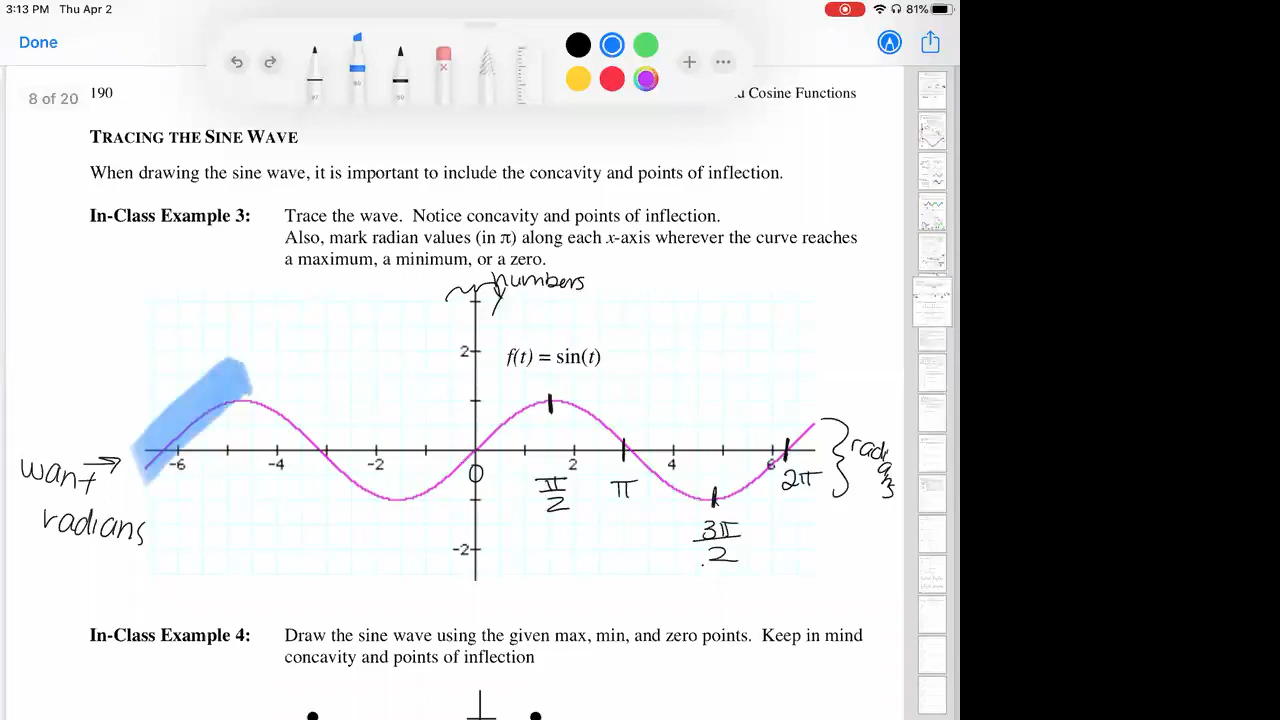 3:13 PM Thu Apr 2
81%
Done
97
80
50
8 of 20
190
d Cosine Functions
TRACING THE SINE WAVE
When drawing the sine wave, it is important to include the concavity and points of inflection.
In-Class Example 3: Trace the wave. Notice concavity and points of inflection.
Also, mark radian values (in π) along each x-axis wherever the curve reaches
a maximum, a minimum, or a zero.
numbers
2
f(t) = sin(t)
-6 -4 -2 0 2 4 6
π/2 π 3π/2 2π
radians
want →
radians
-2
In-Class Example 4: Draw the sine wave using the given max, min, and zero points. Keep in mind
concavity and points of inflection